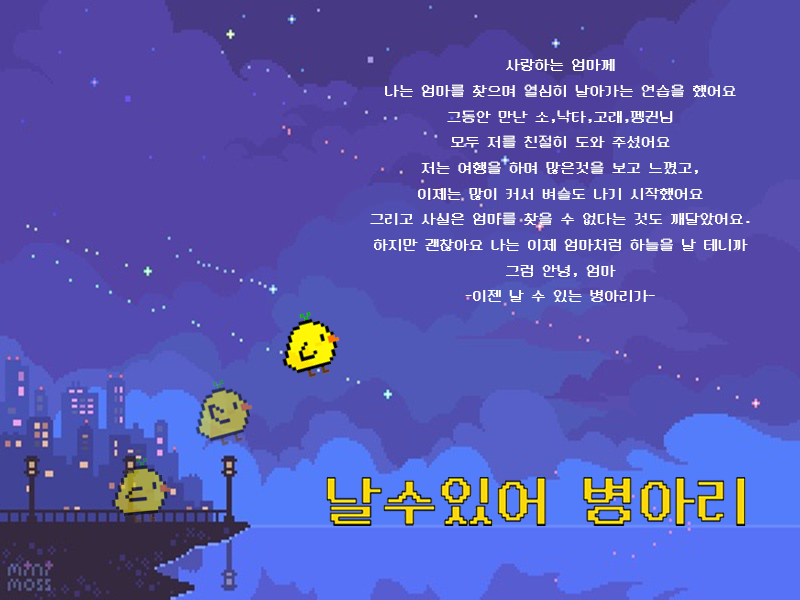 사랑하는 엄마께
나는 엄마를 찾으며 열심히 날아가는 연습을 했어요
그동안 만난 소,낙타,고래,펭귄님
모두 저를 친절히 도와 주셨어요
저는 여행을 하며 많은것을 보고 느꼈고,
이제는 많이 커서 벼슬도 나기 시작했어요
그리고 사실은 엄마를 찾을 수 없다는 것도 깨달았어요.
하지만 괜찮아요 나는 이제 엄마처럼 하늘을 날 테니까
그럼 안녕, 엄마
-이젠 날 수 있는 병아리가-
날수있어 병아리
mini
moss